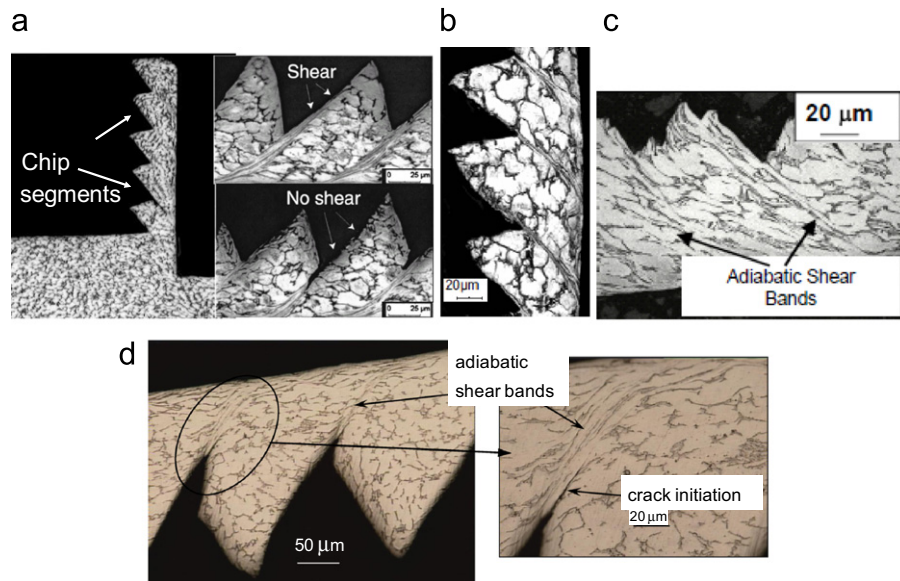 a
b
c
Shear
Chip
segments
0 25 µm
No shear
0 25 µm
20µm
20 µm
Adiabatic Shear
Bands
d
adiabatic
shear bands
crack initiation
20 µm
50 µm